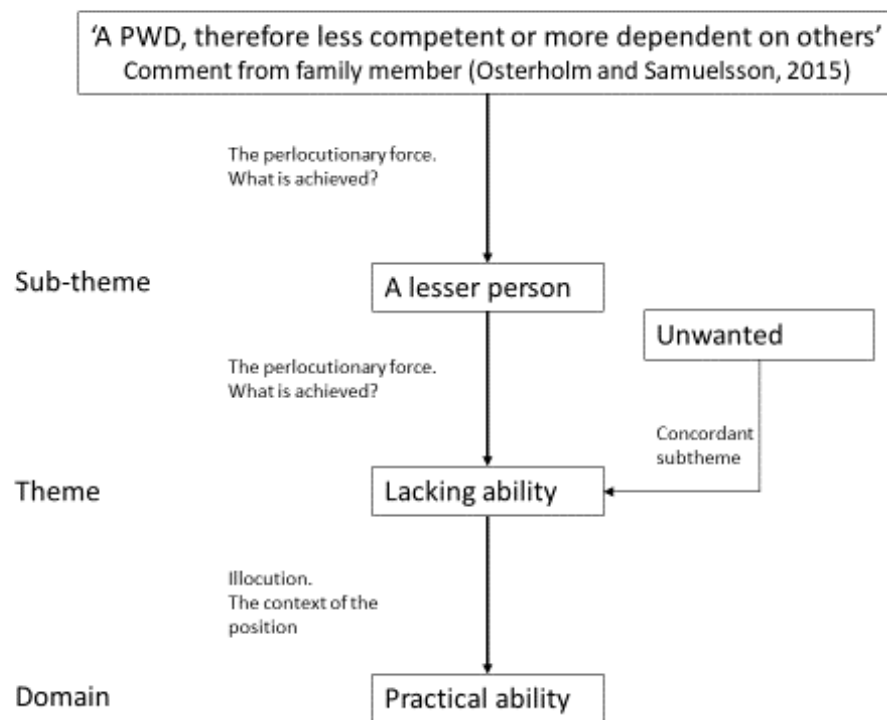 ‘A PWD, therefore less competent or more dependent on others’
Comment from family member (Osterholm and Samuelsson, 2015)
The perlocutionary force.
What is achieved?
Sub-theme
A lesser person
Unwanted
The perlocutionary force.
What is achieved?
Concordant
subtheme
Theme
Lacking ability
Illocution.
The context of the
position
Domain
Practical ability